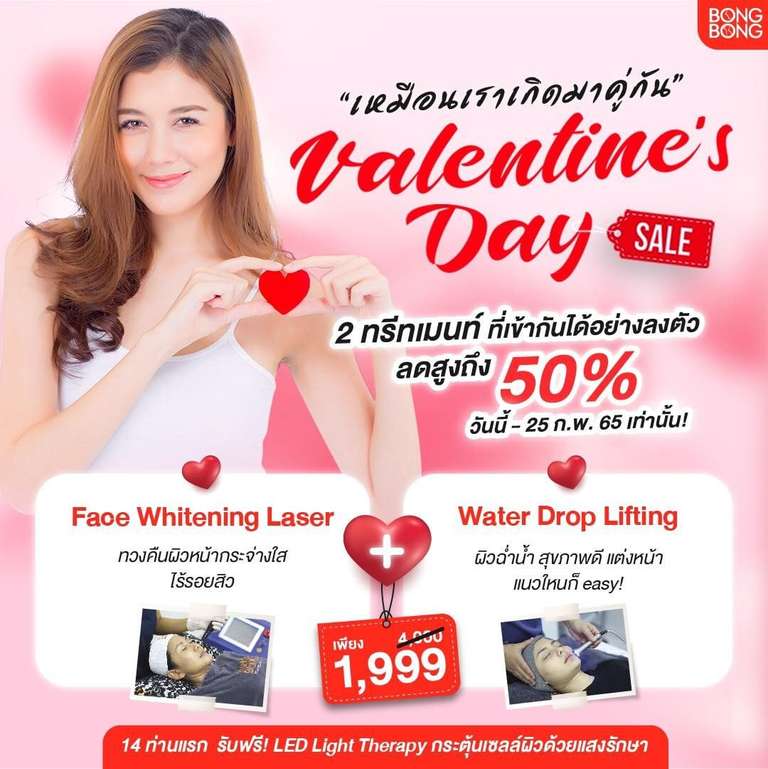 BONG
BONG
“เหมือนเราเกิดมาคู่กัน”
Valentine's
Day
SALE
2 ทรีทเมนท์ ที่เข้ากันได้อย่างลงตัว
ลดสูงถึง 50%
วันนี้ - 25 ก.พ. 65 เท่านั้น!
Face Whitening Laser
ทวงคืนผิวหน้ากระจ่างใส
ไร้รอยสิว
+
Water Drop Lifting
ผิวฉ่ำน้ำ สุขภาพดี แต่งหน้า
แนวไหนก็ easy!
เพียง 4,000
1,999
14 ท่านแรก รับฟรี! LED Light Therapy กระตุ้นเซลล์ผิวด้วยแสงรักษา